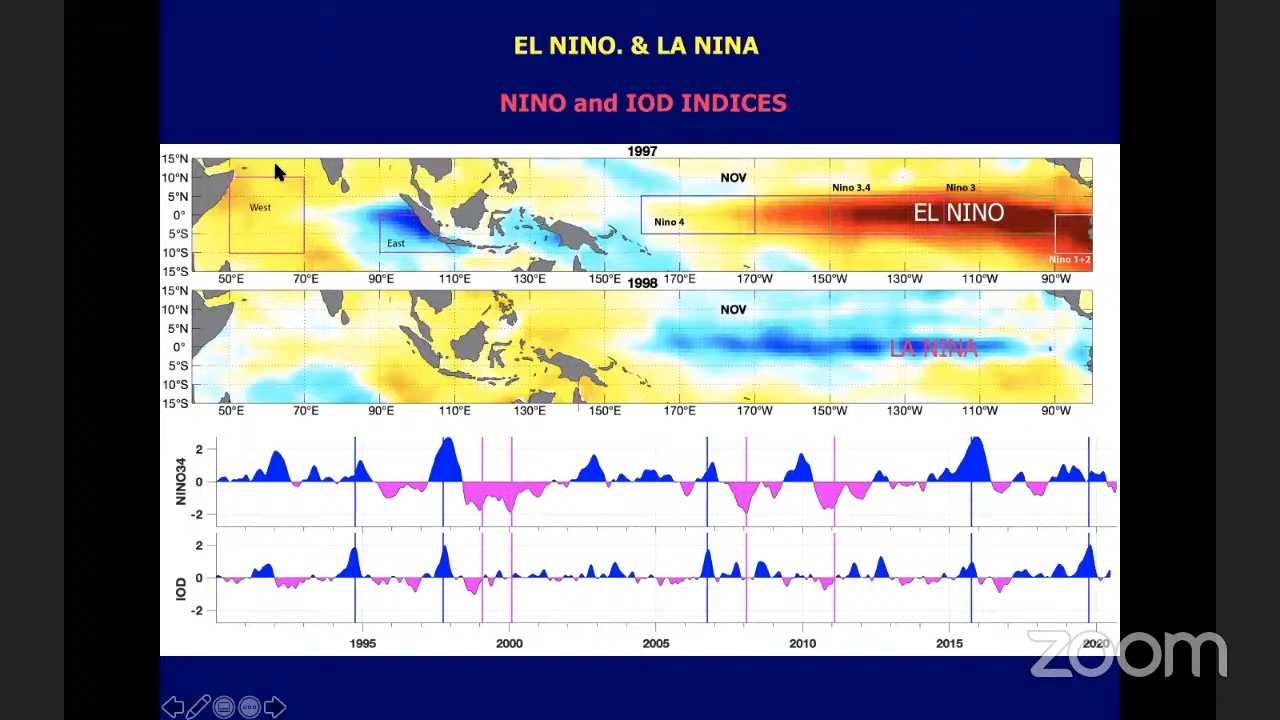 EL NINO. & LA NINA
NINO and IOD INDICES
1997
15°N
10°N
5°N
0°
5°S
10°S
15°S
NOV
West
East
Nino 4
Nino 3.4
Nino 3
EL NINO
Nino 1+2
50°E 70°E 90°E 110°E 130°E 150°E 170°E 170°W 150°W 130°W 110°W 90°W
1998
15°N
10°N
5°N
0°
5°S
10°S
15°S
NOV
LA NINA
50°E 70°E 90°E 110°E 130°E 150°E 170°E 170°W 150°W 130°W 110°W 90°W
NINO34
2
0
-2
IOD
2
0
-2
1995 2000 2005 2010 2015 2020
zoom